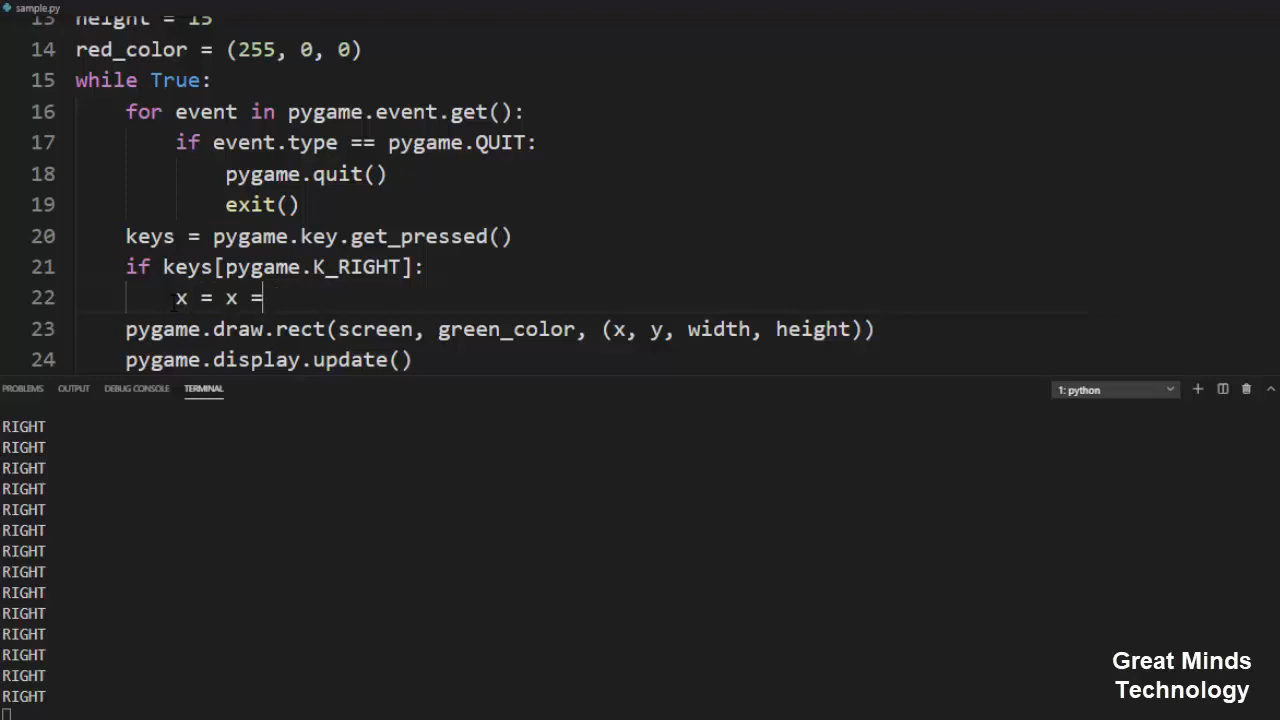 sample.py
13 height = 15
14 red_color = (255, 0, 0)
15 while True:
16 for event in pygame.event.get():
17 if event.type == pygame.QUIT:
18 pygame.quit()
19 exit()
20 keys = pygame.key.get_pressed()
21 if keys[pygame.K_RIGHT]:
22 x = x =
23 pygame.draw.rect(screen, green_color, (x, y, width, height))
24 pygame.display.update()
PROBLEMS OUTPUT DEBUG CONSOLE TERMINAL 1: python
RIGHT
RIGHT
RIGHT
RIGHT
RIGHT
RIGHT
RIGHT
RIGHT
RIGHT
RIGHT
RIGHT
RIGHT
RIGHT
RIGHT
Great Minds
Technology